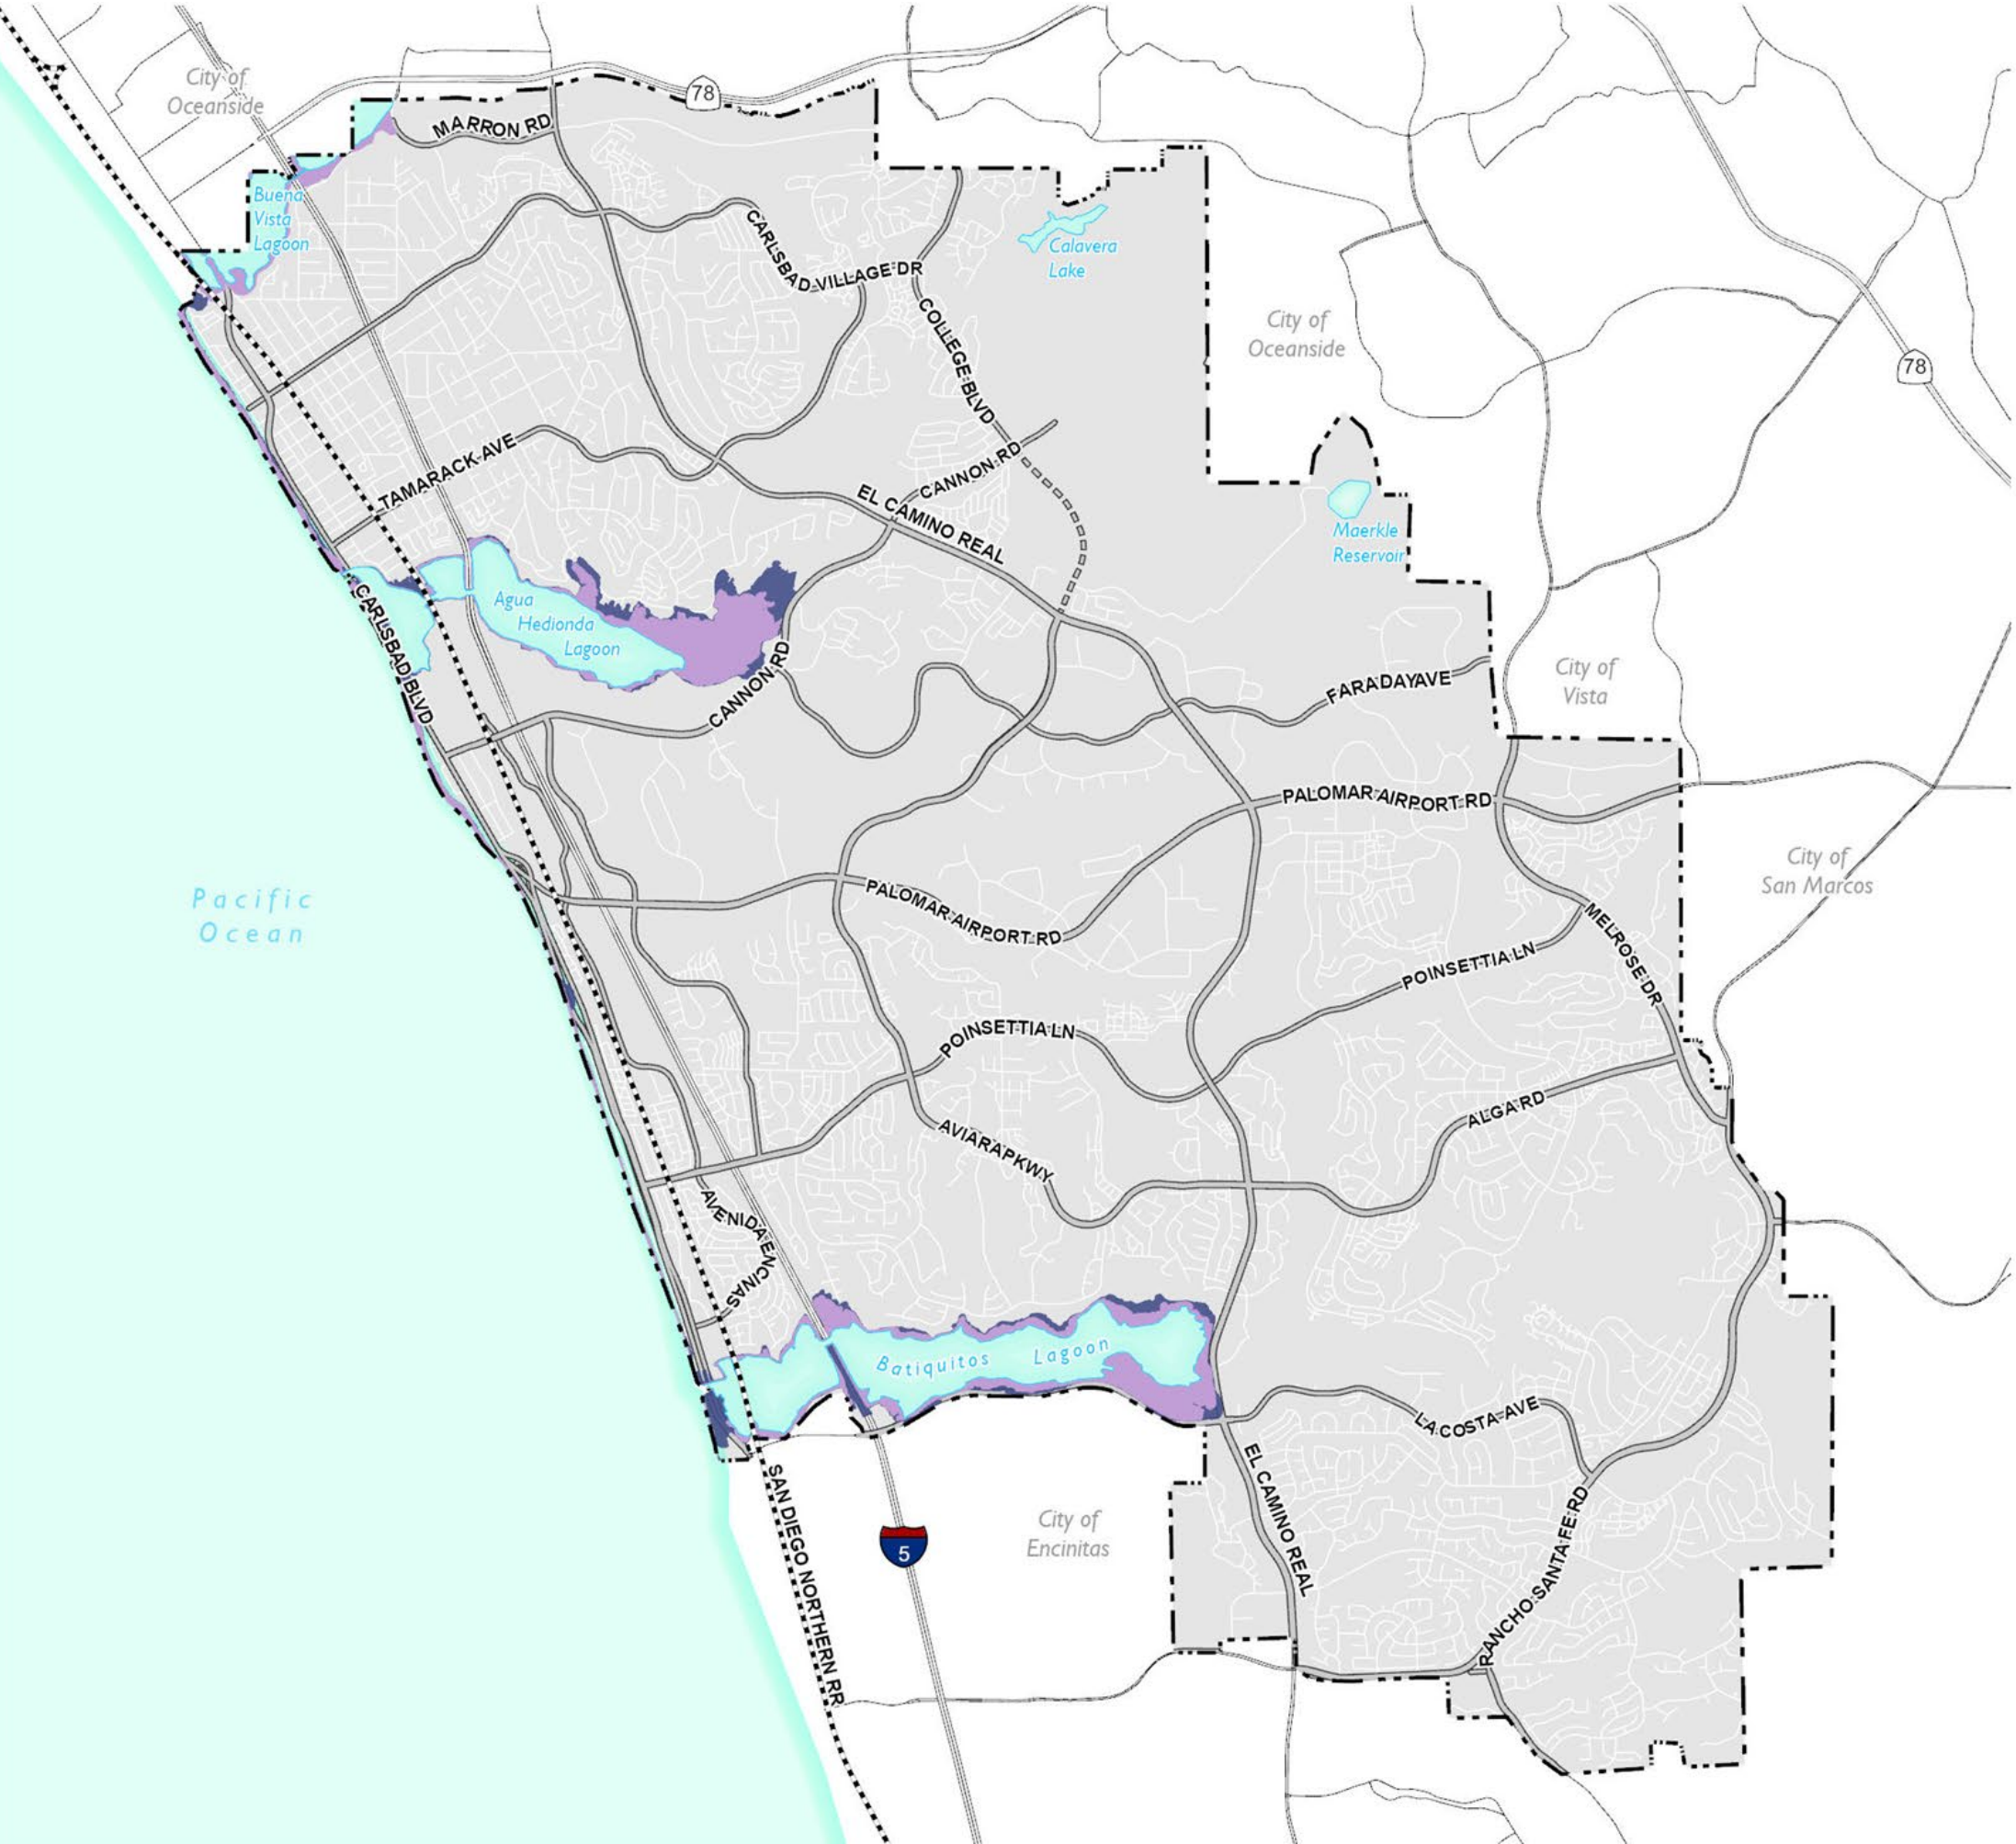 City of
Oceanside
78
MARRON RD
Buena
Vista
Lagoon
CARLSBAD VILLAGE DR
Calavera
Lake
COLLEGE BLVD
City of
Oceanside
78
TAMARACK AVE
CANNON RD
EL CAMINO REAL
Maerkle
Reservoir
Agua
Hedionda
Lagoon
CARLSBAD BLVD
CANNON RD
FARADAY AVE
City of
Vista
PALOMAR AIRPORT RD
City of
San Marcos
Pacific
Ocean
PALOMAR AIRPORT RD
MELROSE DR
POINSETTIA LN
POINSETTIA LN
ALGA RD
AVIARA PKWY
AVENIDA ENCINAS
Batiquitos Lagoon
LA COSTA AVE
EL CAMINO REAL
SAN DIEGO NORTHERN RR
City of
Encinitas
5
RANCHO SANTA FE RD